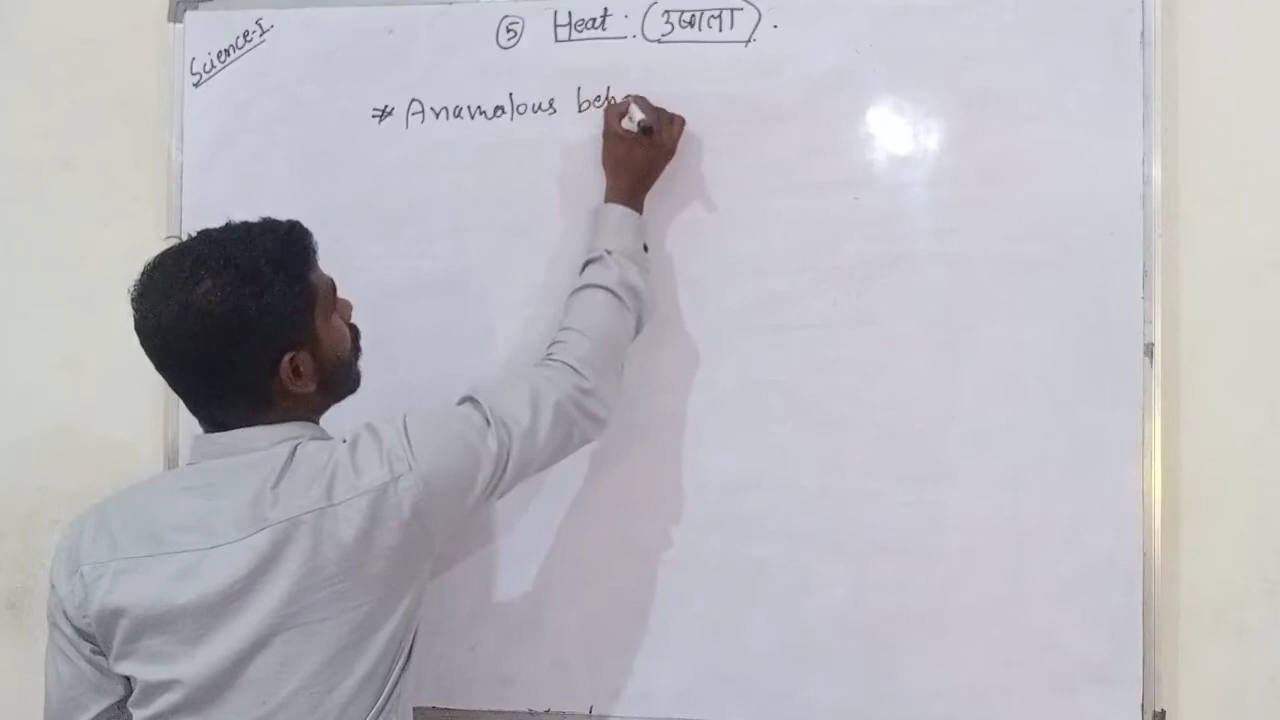 Science-I.
⑤ Heat : (उष्णता).
* Anamalous beh